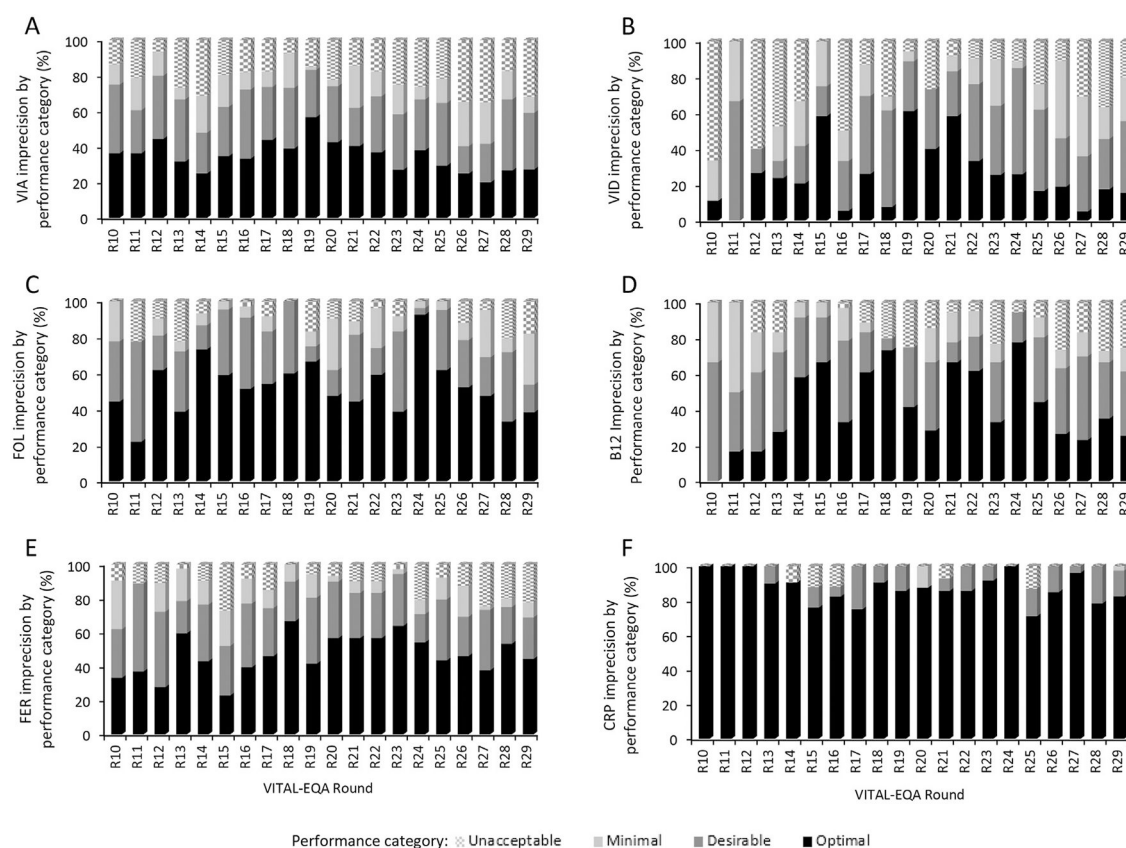 A
VIA imprecision by
performance category (%)
100
80
60
40
20
0
R10 R11 R12 R13 R14 R15 R16 R17 R18 R19 R20 R21 R22 R23 R24 R25 R26 R27 R28 R29
B
VID imprecision by
performance category (%)
100
80
60
40
20
0
R10 R11 R12 R13 R14 R15 R16 R17 R18 R19 R20 R21 R22 R23 R24 R25 R26 R27 R28 R29
C
FOL imprecision by
performance category (%)
100
80
60
40
20
0
R10 R11 R12 R13 R14 R15 R16 R17 R18 R19 R20 R21 R22 R23 R24 R25 R26 R27 R28 R29
D
B12 Imprecision by
Performance category (%)
100
80
60
40
20
0
R10 R11 R12 R13 R14 R15 R16 R17 R18 R19 R20 R21 R22 R23 R24 R25 R26 R27 R28 R29
E
FER imprecision by
performance category (%)
100
80
60
40
20
0
R10 R11 R12 R13 R14 R15 R16 R17 R18 R19 R20 R21 R22 R23 R24 R25 R26 R27 R28 R29
VITAL-EQA Round
F
CRP imprecision by
performance category (%)
100
80
60
40
20
0
R10 R11 R12 R13 R14 R15 R16 R17 R18 R19 R20 R21 R22 R23 R24 R25 R26 R27 R28 R29
VITAL-EQA Round
Performance category: Unacceptable Minimal Desirable Optimal